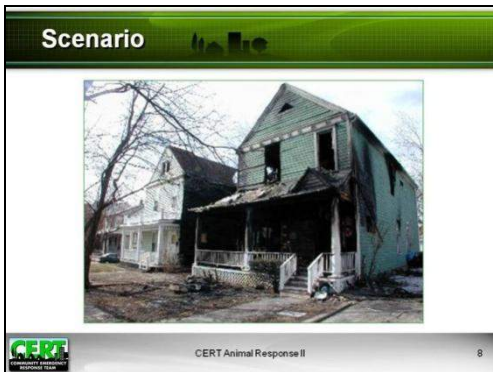 Scenario
CERT
COMMUNITY EMERGENCY
RESPONSE TEAM
CERT Animal Response II
8